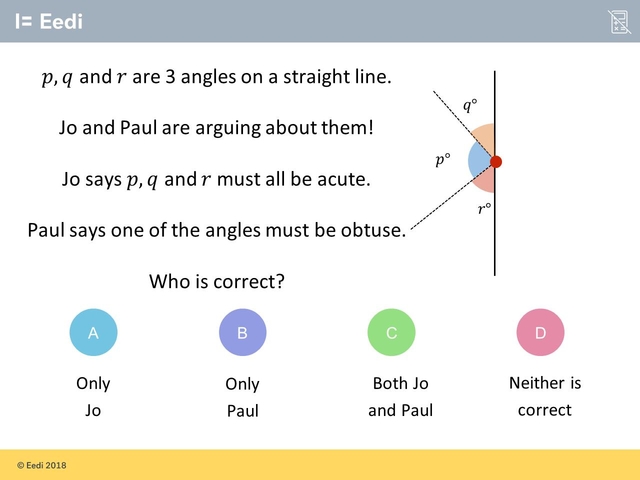 Eedi
p, q and r are 3 angles on a straight line.
Jo and Paul are arguing about them!
Jo says p, q and r must all be acute.
Paul says one of the angles must be obtuse.
Who is correct?
q°
p°
r°
A
Only
Jo
B
Only
Paul
C
Both Jo
and Paul
D
Neither is
correct
© Eedi 2018